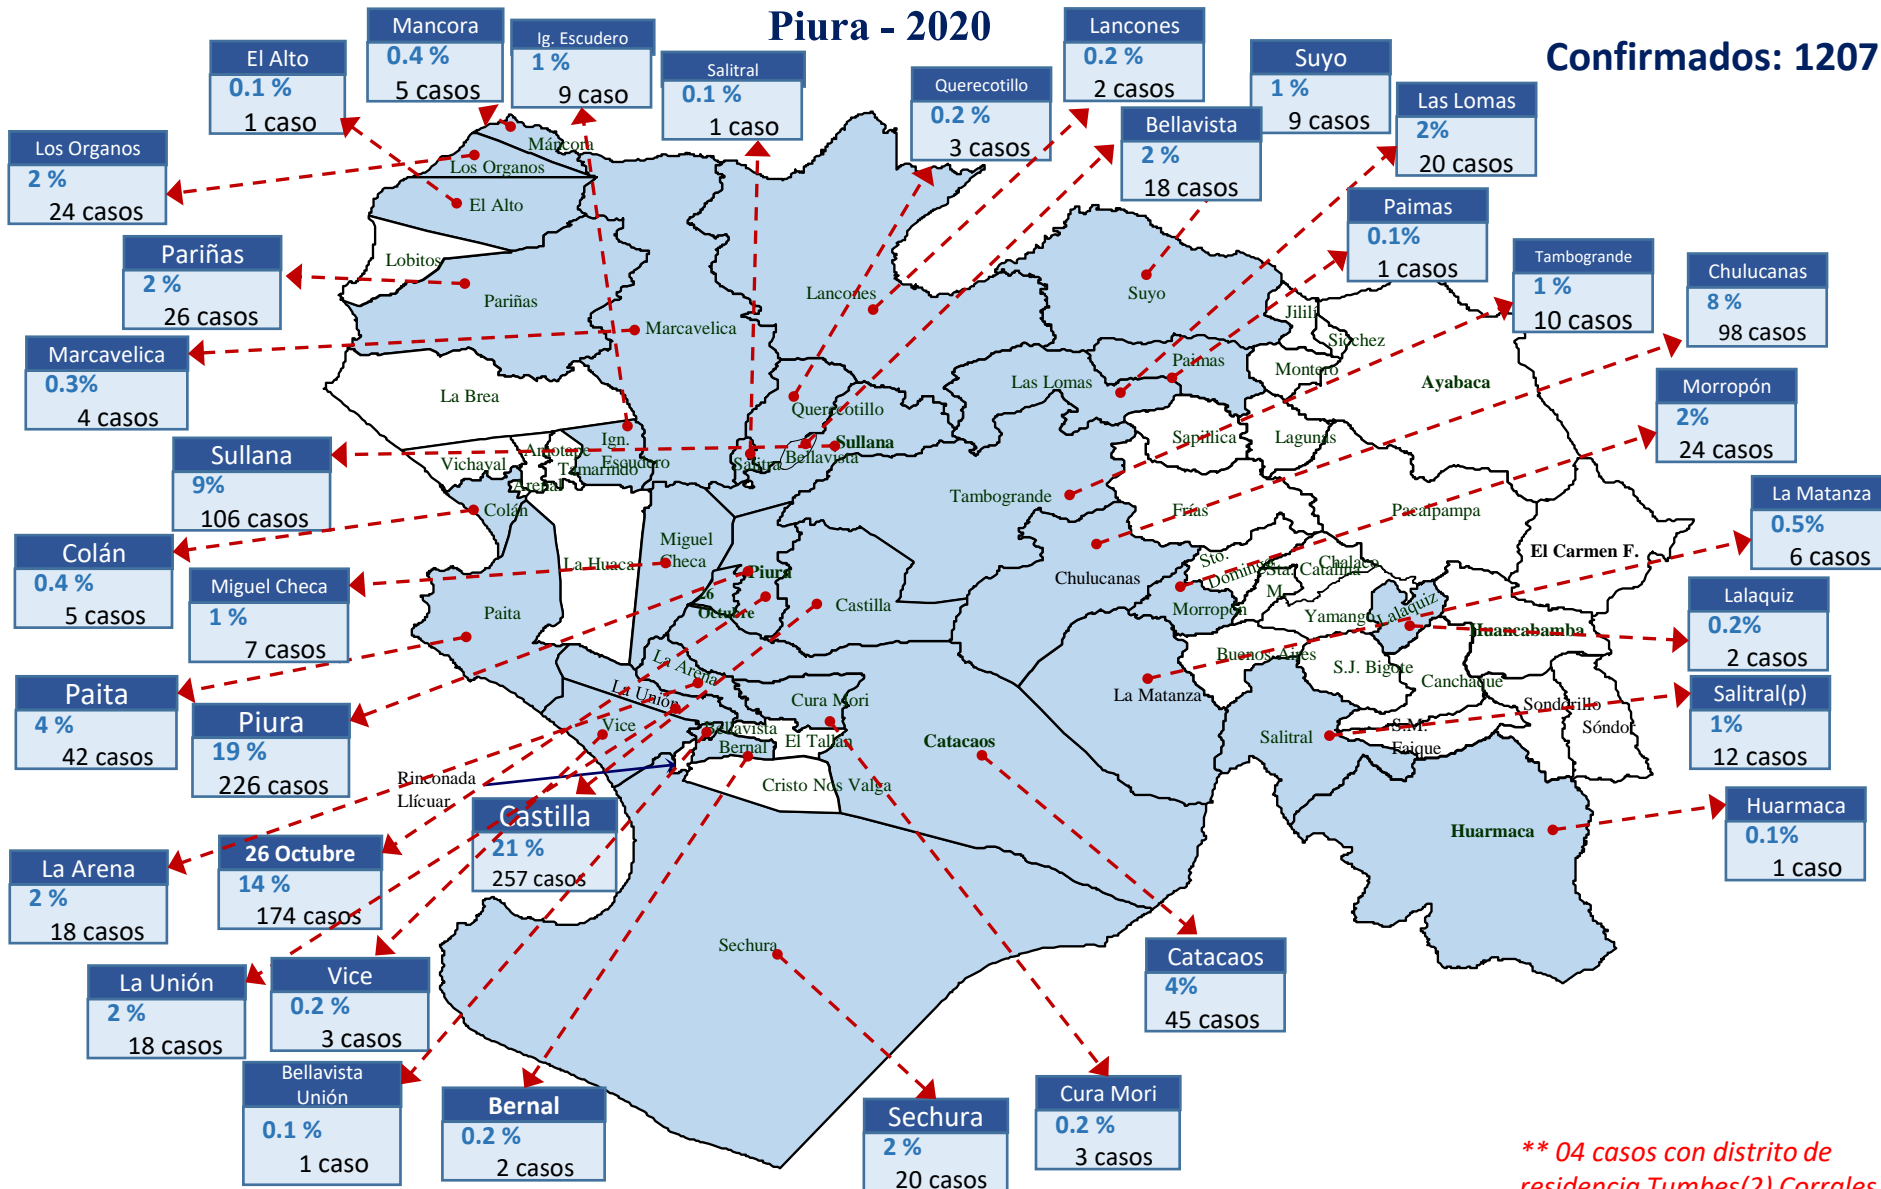 Piura - 2020
Confirmados: 1207
El Alto
0.1 %
1 caso
Mancora
0.4 %
5 casos
Ig. Escudero
1 %
9 caso
Salitral
0.1 %
1 caso
Querecotillo
0.2 %
3 casos
Lancones
0.2 %
2 casos
Bellavista
2 %
18 casos
Suyo
1 %
9 casos
Las Lomas
2%
20 casos
Paimas
0.1%
1 casos
Tambogrande
1 %
10 casos
Chulucanas
8 %
98 casos
Morropón
2%
24 casos
La Matanza
0.5%
6 casos
Lalaquiz
0.2%
2 casos
Salitral(p)
1%
12 casos
Huarmaca
0.1%
1 caso
Los Organos
2 %
24 casos
Pariñas
2 %
26 casos
Marcavelica
0.3%
4 casos
Sullana
9%
106 casos
Colán
0.4 %
5 casos
Miguel Checa
1 %
7 casos
Paita
4 %
42 casos
Piura
19 %
226 casos
Castilla
21 %
257 casos
26 Octubre
14 %
174 casos
La Arena
2 %
18 casos
La Unión
2 %
18 casos
Vice
0.2 %
3 casos
Bellavista
Unión
0.1 %
1 caso
Bernal
0.2 %
2 casos
Sechura
2 %
20 casos
Cura Mori
0.2 %
3 casos
Catacaos
4%
45 casos
Máncora
Los Organos
El Alto
Lobitos
Pariñas
Marcavelica
Lancones
Suyo
Jililí
Sicchez
Montero
Ayabaca
Paimas
Las Lomas
La Brea
Querecotillo
Sullana
Bellavista
Salitral
Ign.
Escudero
Amotape
Tamarindo
Vichayal
Arenal
Colán
Sapillica
Lagunas
Tambogrande
Frías
Pacaipampa
El Carmen F.
La Huaca
Miguel
Checa
Piura
26
Octubre
Castilla
Paita
Chulucanas
Sto.
Domingo
Sta. Catalina
M.
Chalaco
Morropón
Yamango
Lalaquiz
Huancabamba
Buenos Aires
S.J. Bigote
Canchaque
Sondorillo
Sóndor
S.M.
Faique
La Matanza
Salitral
Huarmaca
La Arena
La Unión
Cura Mori
Vice
Bellavista
Bernal
El Tallán
Cristo Nos Valga
Catacaos
Rinconada
Llícuar
Sechura
** 04 casos con distrito de
residencia Tumbes(2) Corrales